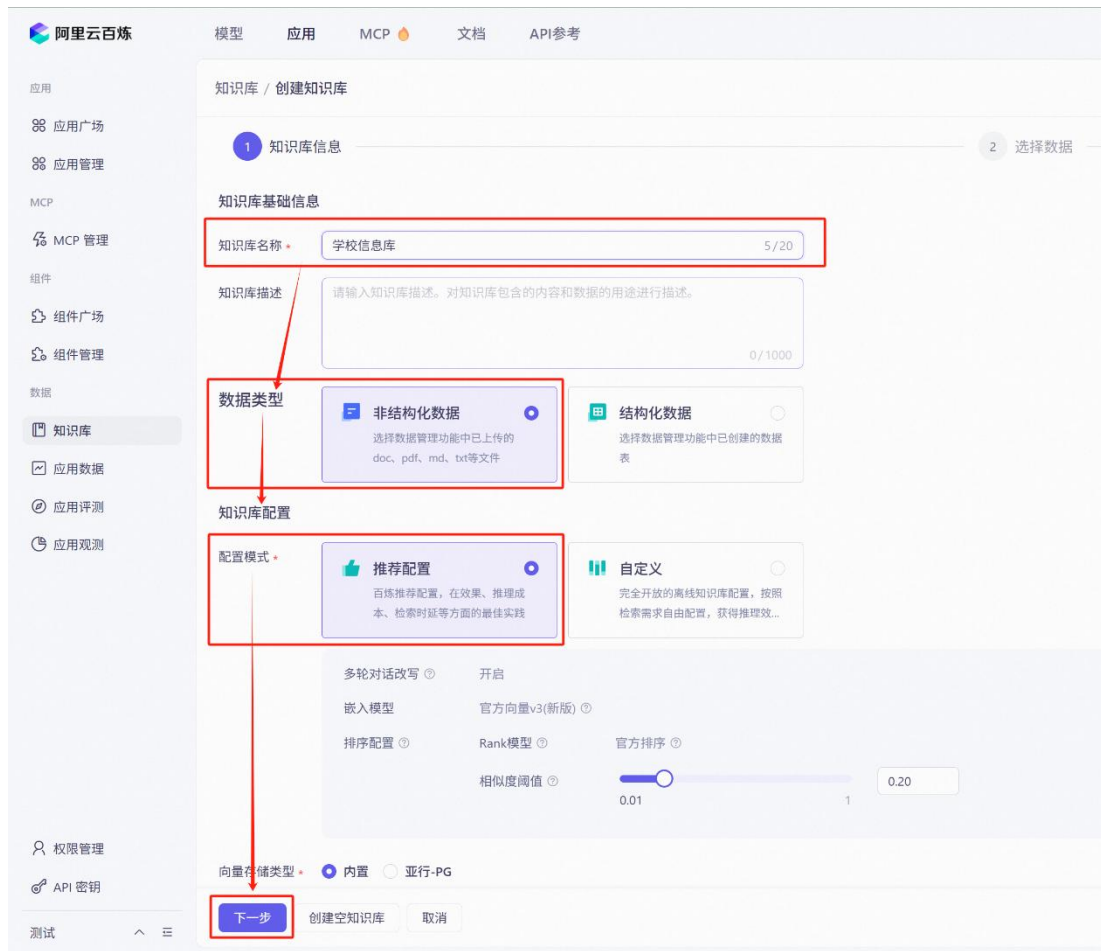 阿里云百炼
模型 应用 MCP 文档 API参考
应用
应用广场
应用管理
MCP
MCP 管理
组件
组件广场
组件管理
数据
知识库
应用数据
应用评测
应用观测
权限管理
API 密钥
测试
知识库 / 创建知识库
1 知识库信息
2 选择数据
知识库基础信息
知识库名称 * 学校信息库 5/20
知识库描述 请输入知识库描述。对知识库包含的内容和数据的用途进行描述。
0/1000
数据类型
非结构化数据
选择数据管理功能中已上传的
doc、pdf、md、txt等文件
结构化数据
选择数据管理功能中已创建的数据
表
知识库配置
配置模式 *
推荐配置
百炼推荐配置，在效果、推理成
本、检索时延等方面的最佳实践
自定义
完全开放的离线知识库配置，按照
检索需求自由配置，获得推理效...
多轮对话改写 开启
嵌入模型 官方向量v3(新版)
排序配置 Rank模型 官方排序
相似度阈值 0.20
0.01 1
向量存储类型 * 内置 亚行-PG
下一步 创建空知识库 取消